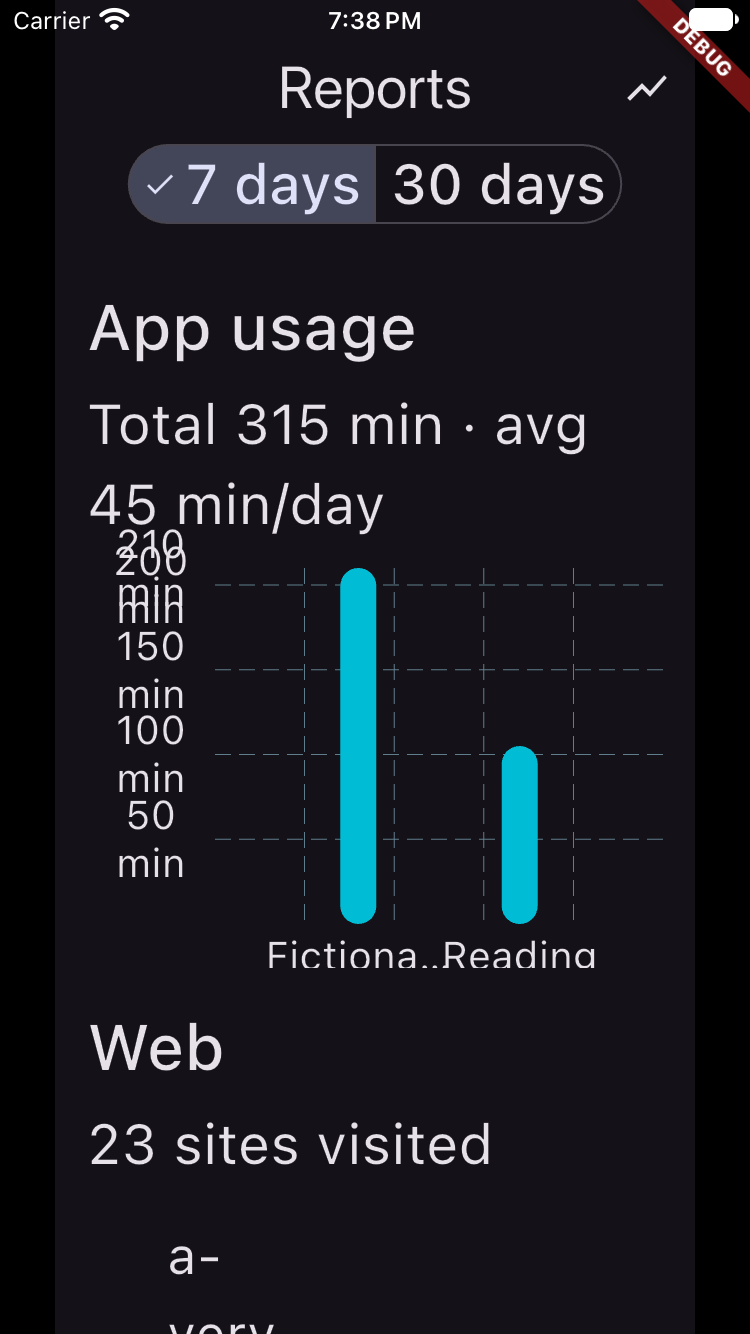 Carrier 7:38 PM
DEBUG
Reports
7 days 30 days
App usage
Total 315 min · avg
45 min/day
210
min
200
min
150
min
100
min
50
min
Fictiona... Reading
Web
23 sites visited
a-
very